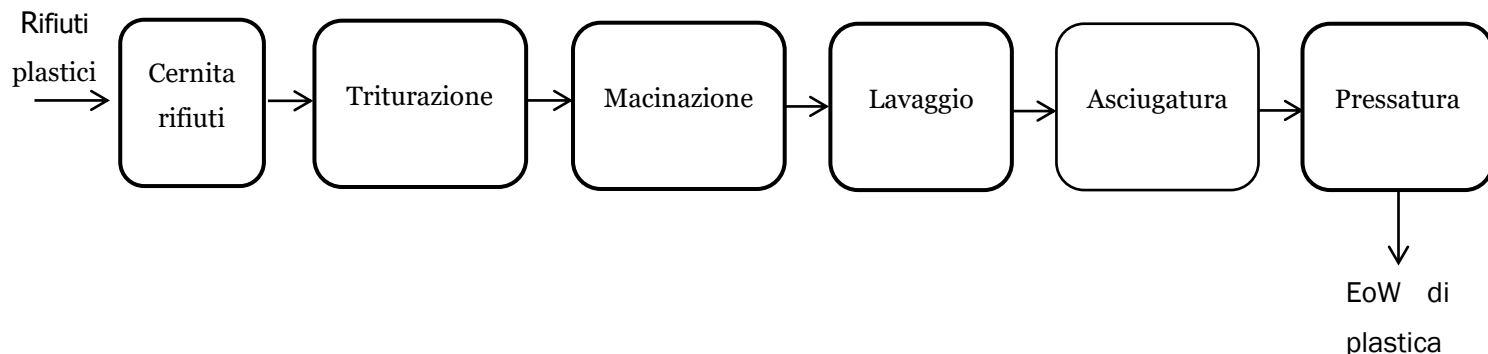 Rifiuti
plastici
Cernita
rifiuti
Triturazione
Macinazione
Lavaggio
Asciugatura
Pressatura
EoW di
plastica